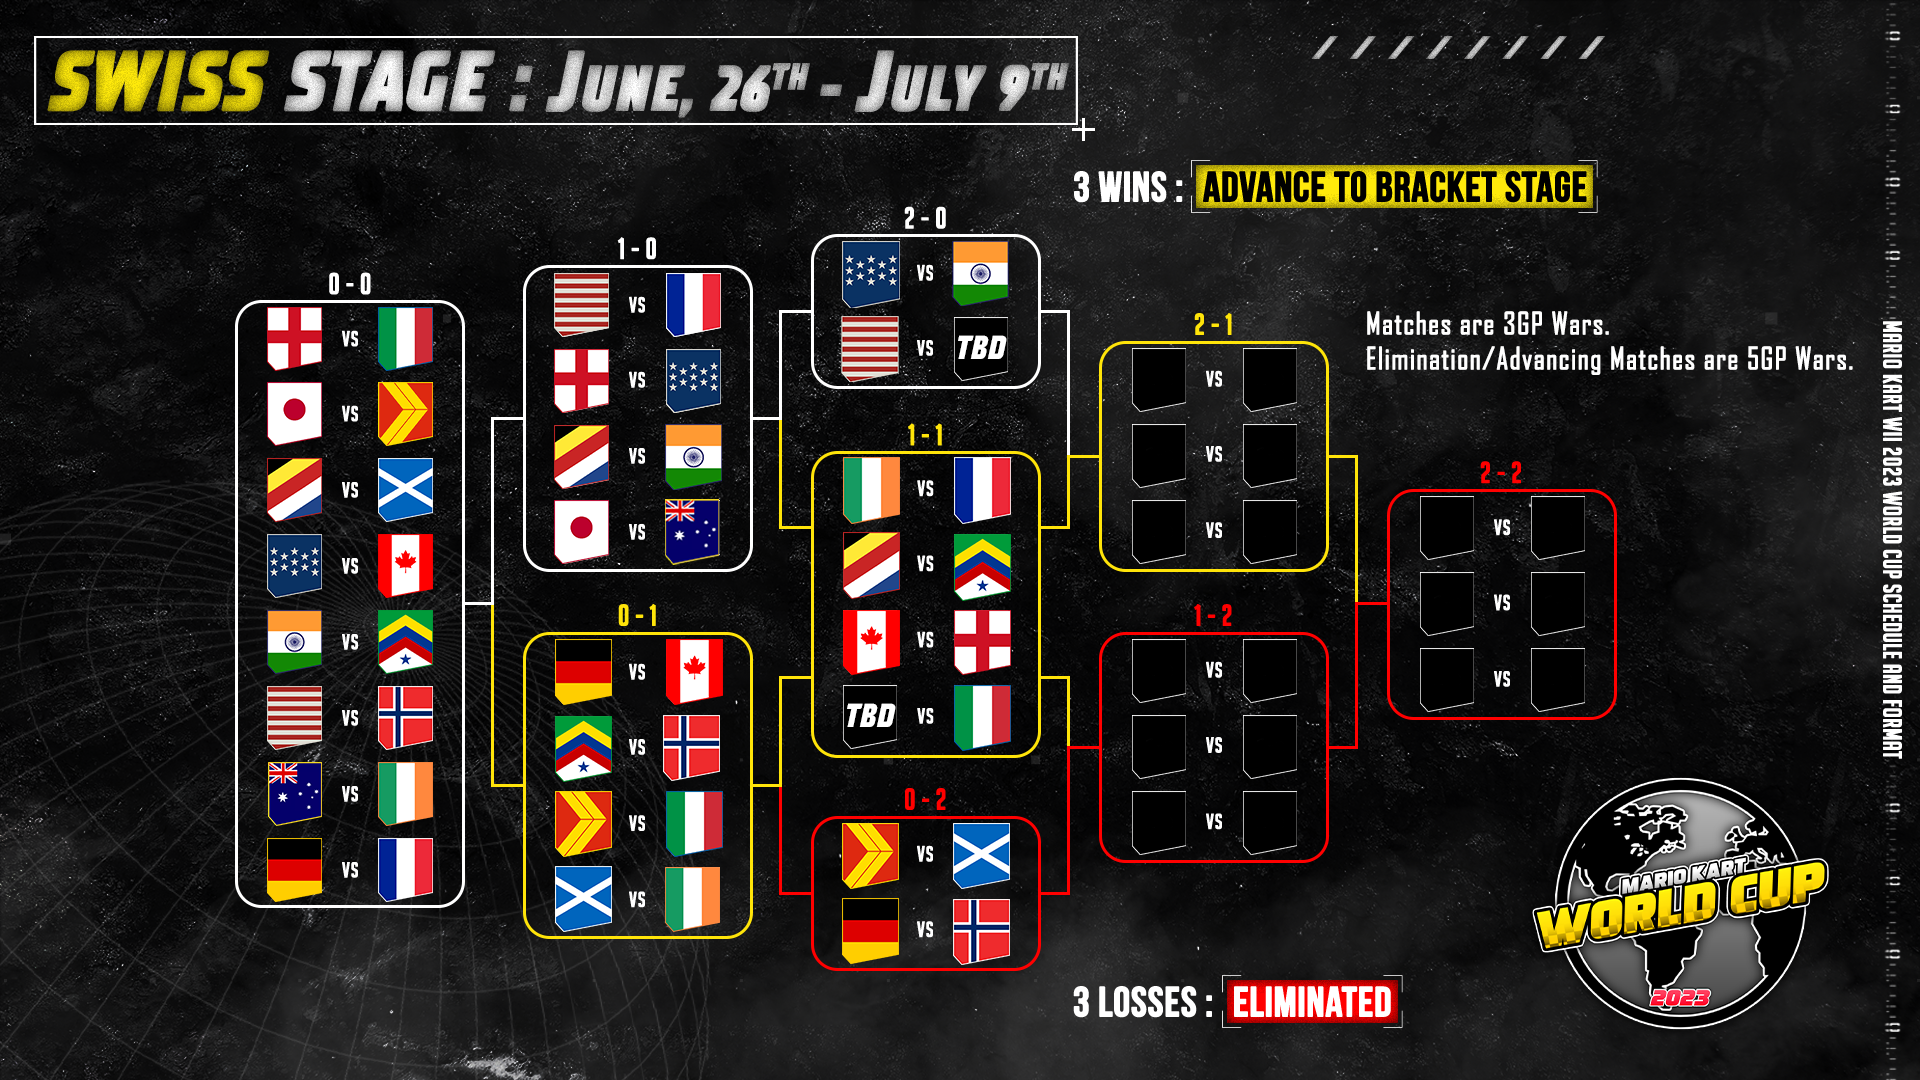 SWISS STAGE : JUNE, 26TH - JULY 9TH
3 WINS : ADVANCE TO BRACKET STAGE
0 - 0
VS
VS
VS
VS
VS
VS
VS
VS
1 - 0
VS
VS
VS
VS
0 - 1
VS
VS
VS
VS
2 - 0
VS
VS TBD
1 - 1
VS
VS
VS
TBD VS
0 - 2
VS
VS
2 - 1
VS
VS
VS
1 - 2
VS
VS
VS
2 - 2
VS
VS
VS
Matches are 3GP Wars.
Elimination/Advancing Matches are 5GP Wars.
3 LOSSES : ELIMINATED
MARIO KART WII 2023 WORLD CUP SCHEDULE AND FORMAT
MARIO KART
WORLD CUP
2023